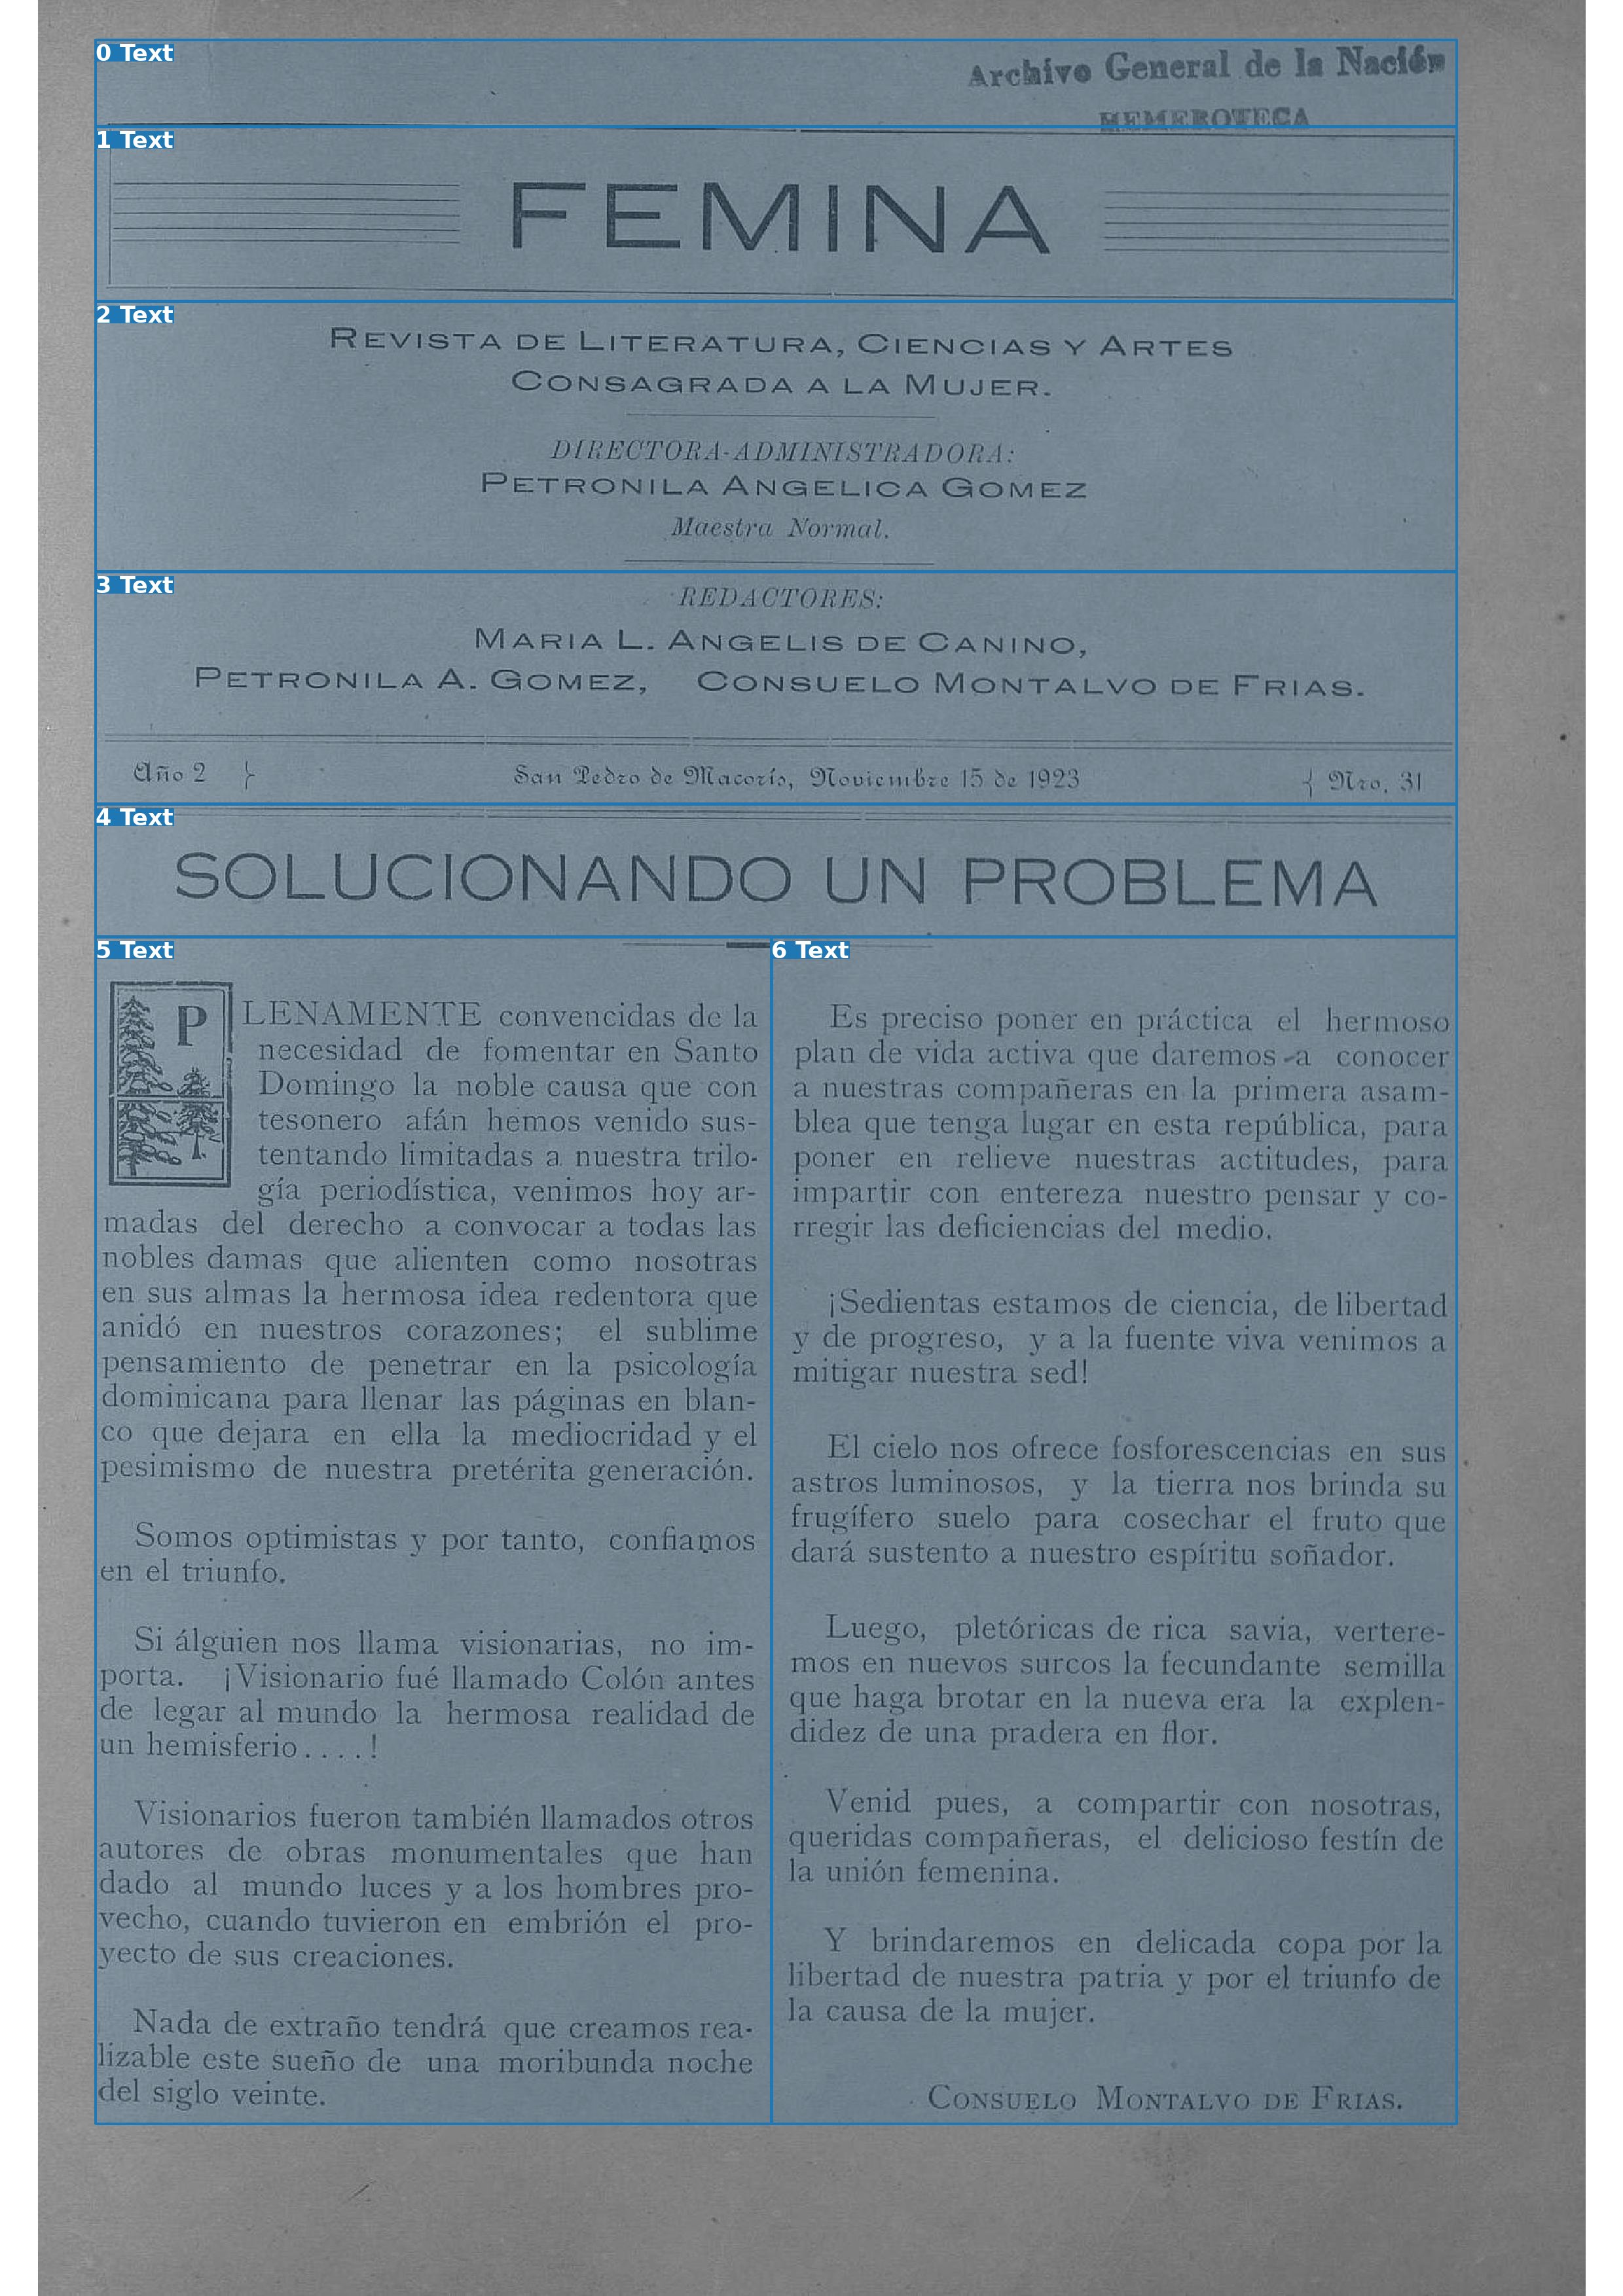 Archivo General de la Nación
HEMEROTECA
FEMINA
REVISTA DE LITERATURA, CIENCIAS Y ARTES
CONSAGRADA A LA MUJER.
DIRECTORA-ADMINISTRADORA:
PETRONILA ANGELICA GOMEZ
Maestra Normal.
REDACTORES:
MARIA L. ANGELIS DE CANINO,
PETRONILA A. GOMEZ, CONSUELO MONTALVO DE FRIAS.
Año 2 } San Pedro de Macorís, Noviembre 15 de 1923 { Nro. 31
SOLUCIONANDO UN PROBLEMA
PLENAMENTE convencidas de la
necesidad de fomentar en Santo
Domingo la noble causa que con
tesonero afán hemos venido sus-
tentando limitadas a nuestra trilo-
gía periodística, venimos hoy ar-
madas del derecho a convocar a todas las
nobles damas que alienten como nosotras
en sus almas la hermosa idea redentora que
anidó en nuestros corazones; el sublime
pensamiento de penetrar en la psicología
dominicana para llenar las páginas en blan-
co que dejara en ella la mediocridad y el
pesimismo de nuestra pretérita generación.
Somos optimistas y por tanto, confiamos
en el triunfo.
Si álguien nos llama visionarias, no im-
porta. ¡Visionario fué llamado Colón antes
de legar al mundo la hermosa realidad de
un hemisferio....!
Visionarios fueron también llamados otros
autores de obras monumentales que han
dado al mundo luces y a los hombres pro-
vecho, cuando tuvieron en embrión el pro-
yecto de sus creaciones.
Nada de extraño tendrá que creamos rea-
lizable este sueño de una moribunda noche
del siglo veinte.
Es preciso poner en práctica el hermoso
plan de vida activa que daremos a conocer
a nuestras compañeras en la primera asam-
blea que tenga lugar en esta república, para
poner en relieve nuestras actitudes, para
impartir con entereza nuestro pensar y co-
rregir las deficiencias del medio.
¡Sedientas estamos de ciencia, de libertad
y de progreso, y a la fuente viva venimos a
mitigar nuestra sed!
El cielo nos ofrece fosforescencias en sus
astros luminosos, y la tierra nos brinda su
frugífero suelo para cosechar el fruto que
dará sustento a nuestro espíritu soñador.
Luego, pletóricas de rica savia, vertere-
mos en nuevos surcos la fecundante semilla
que haga brotar en la nueva era la explen-
didez de una pradera en flor.
Venid pues, a compartir con nosotras,
queridas compañeras, el delicioso festín de
la unión femenina.
Y brindaremos en delicada copa por la
libertad de nuestra patria y por el triunfo de
la causa de la mujer.
CONSUELO MONTALVO DE FRIAS.
0 Text
1 Text
2 Text
3 Text
4 Text
5 Text
6 Text